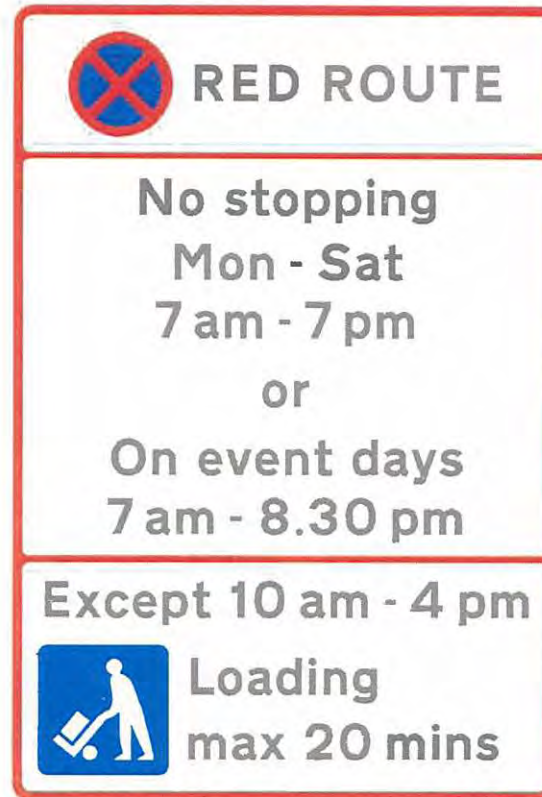 RED ROUTE
No stopping
Mon - Sat
7 am - 7 pm
or
On event days
7 am - 8.30 pm
Except 10 am - 4 pm
Loading
max 20 mins